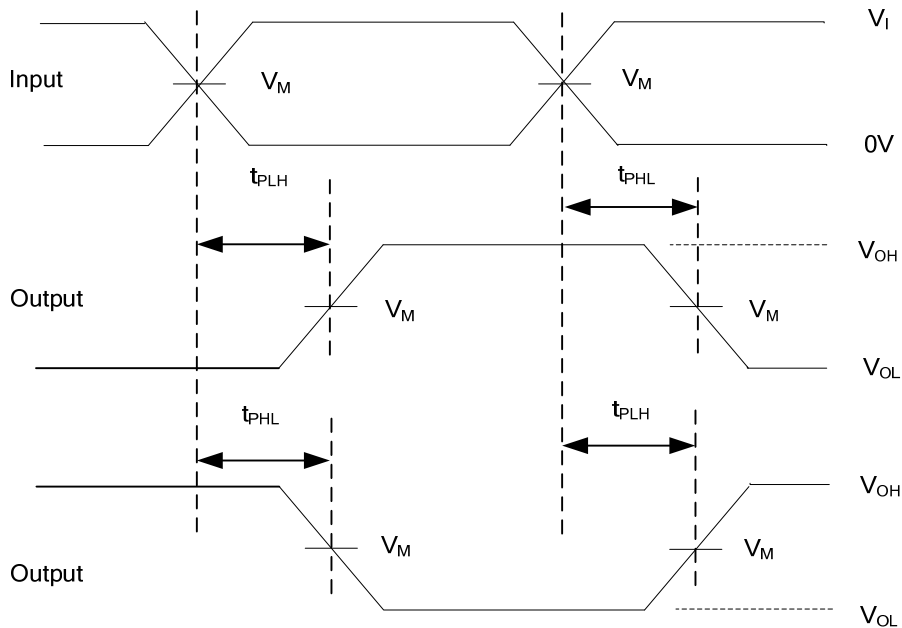 V_I
Input
V_M
V_M
0V
t_PLH
t_PHL
V_OH
Output
V_M
V_M
V_OL
t_PHL
t_PLH
V_OH
V_M
V_M
Output
V_OL